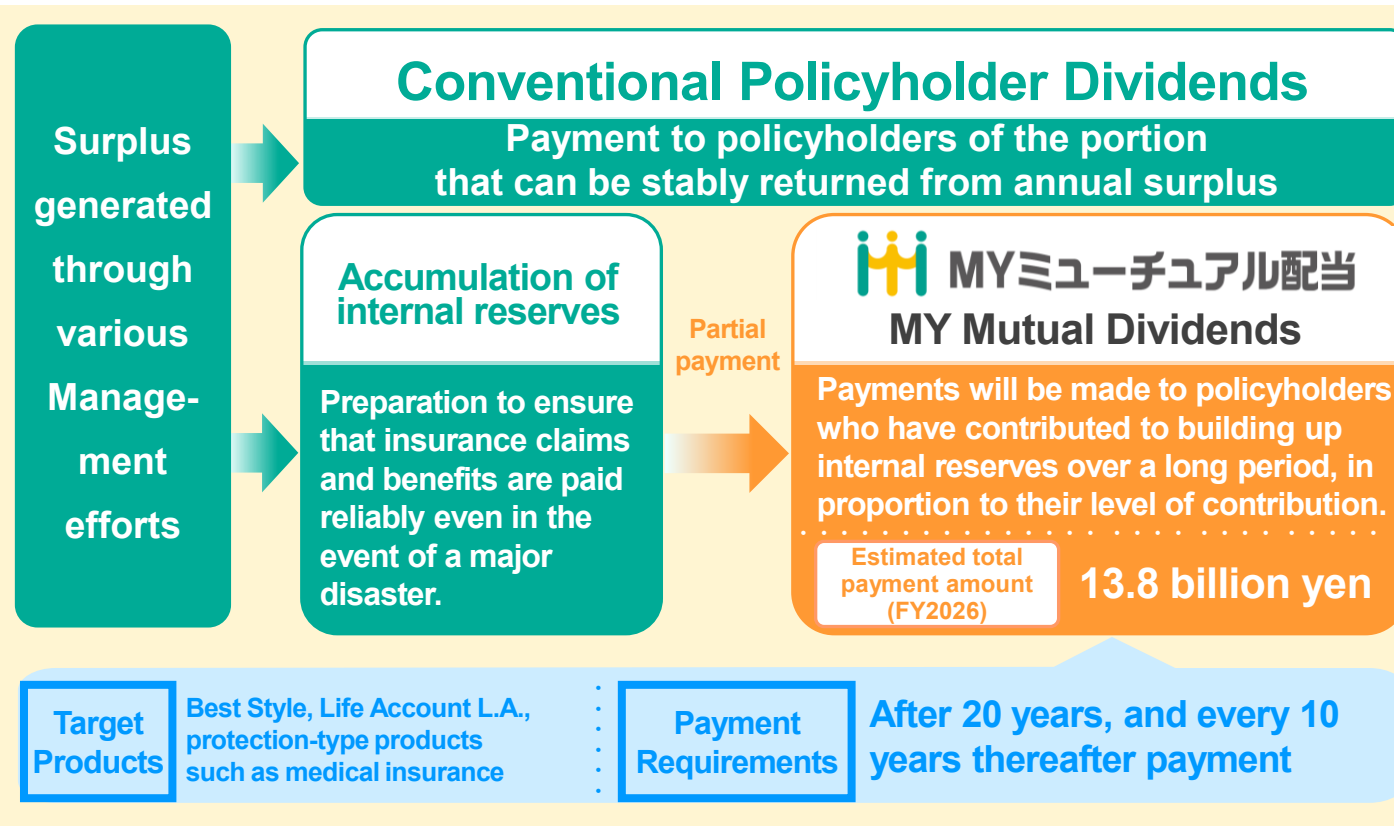 Surplus
generated
through
various
Manage-
ment
efforts
Conventional Policyholder Dividends
Payment to policyholders of the portion
that can be stably returned from annual surplus
Accumulation of
internal reserves
Preparation to ensure
that insurance claims
and benefits are paid
reliably even in the
event of a major
disaster.
Partial
payment
MYミューチュアル配当
MY Mutual Dividends
Payments will be made to policyholders
who have contributed to building up
internal reserves over a long period, in
proportion to their level of contribution.
Estimated total
payment amount
(FY2026)
13.8 billion yen
Target
Products
Best Style, Life Account L.A.,
protection-type products
such as medical insurance
Payment
Requirements
After 20 years, and every 10
years thereafter payment